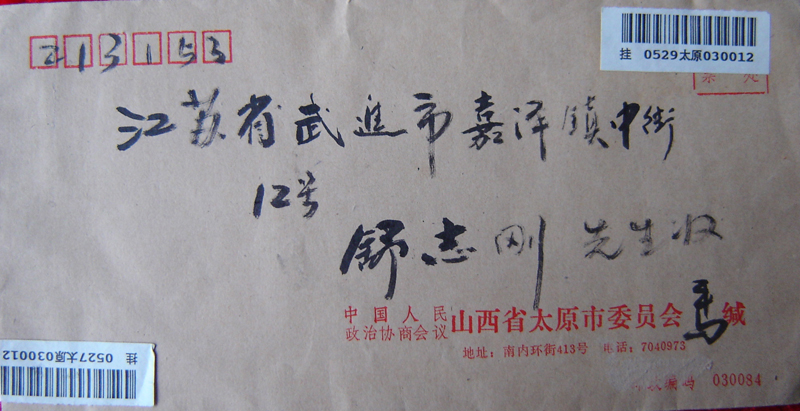 213153
挂 0529太原030012
江苏省武進市嘉泽镇中街
12号
舒志刚 先生收
中国人民
政治协商会议
山西省太原市委员会 马 缄
地址：南内环街413号 电话：7040973
030084
挂 0527太原030012